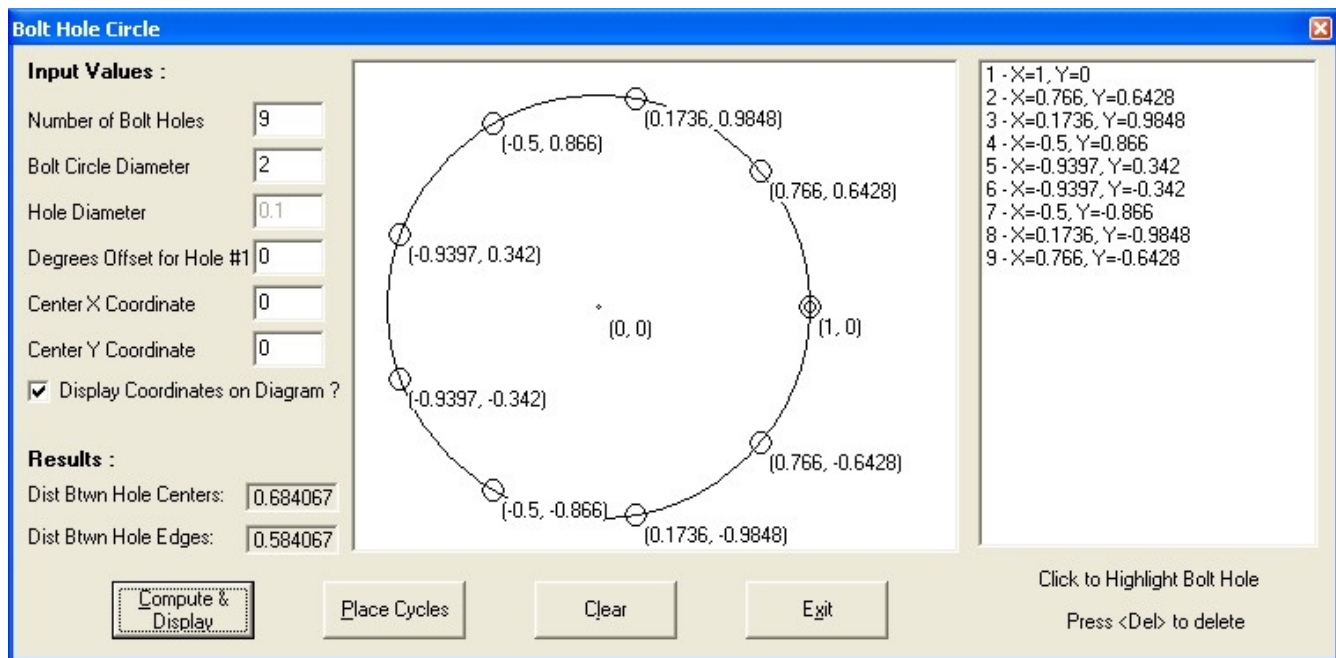 Bolt Hole Circle
Input Values :
Number of Bolt Holes 9
Bolt Circle Diameter 2
Hole Diameter 0.1
Degrees Offset for Hole #1 0
Center X Coordinate 0
Center Y Coordinate 0
Display Coordinates on Diagram ?
Results :
Dist Btwn Hole Centers: 0.684067
Dist Btwn Hole Edges: 0.584067
(0.1736, 0.9848)
(-0.5, 0.866)
(0.766, 0.6428)
(-0.9397, 0.342)
(0, 0)
(1, 0)
(-0.9397, -0.342)
(0.766, -0.6428)
(-0.5, -0.866)
(0.1736, -0.9848)
1 - X=1, Y=0
2 - X=0.766, Y=0.6428
3 - X=0.1736, Y=0.9848
4 - X=-0.5, Y=0.866
5 - X=-0.9397, Y=0.342
6 - X=-0.9397, Y=-0.342
7 - X=-0.5, Y=-0.866
8 - X=0.1736, Y=-0.9848
9 - X=0.766, Y=-0.6428
Click to Highlight Bolt Hole
Press <Del> to delete
Compute &
Display
Place Cycles
Clear
Exit